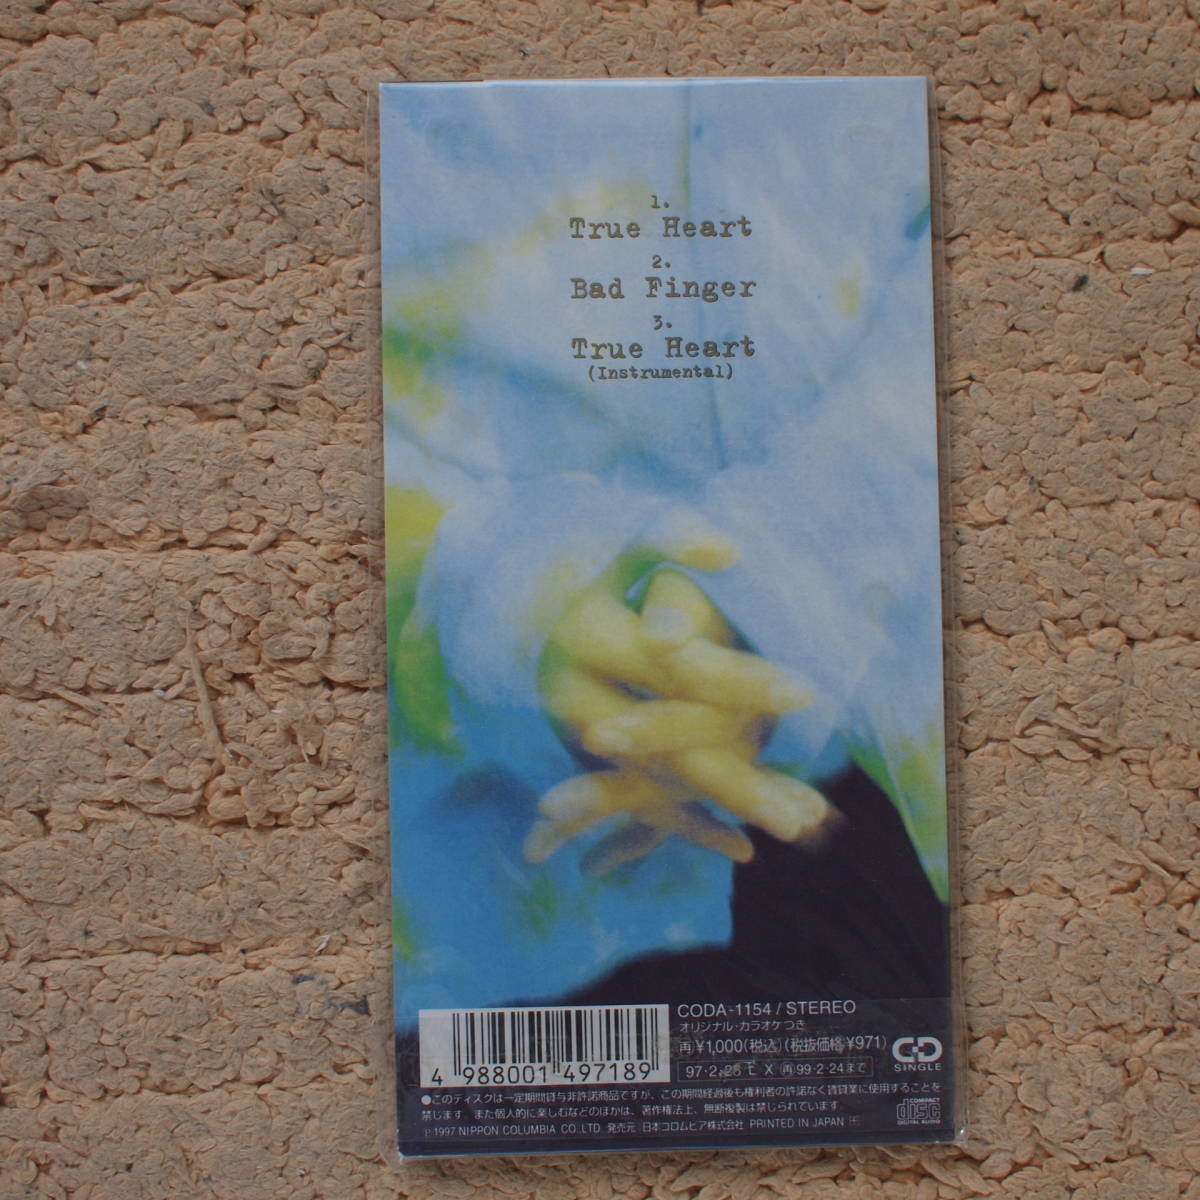 1.
True Heart
2.
Bad Finger
3.
True Heart
(Instrumental)
4 988001 497189
CODA-1154 / STEREO
オリジナル・カラオケつき
再¥1,000(税込)(税抜価格¥971)
97・2・26 X 再99・2・24まで
CD SINGLE
●このディスクは一定期間貸与非許諾商品ですが、この期間経過後も権利者の許諾なく賃貸業に使用することを
禁じます。また個人的に楽しむなどのほかは、著作権法上、無断複製は禁じられています。
℗1997 NIPPON COLUMBIA CO.,LTD 発売元 日本コロムビア株式会社 PRINTED IN JAPAN
COMPACT
disc
DIGITAL AUDIO